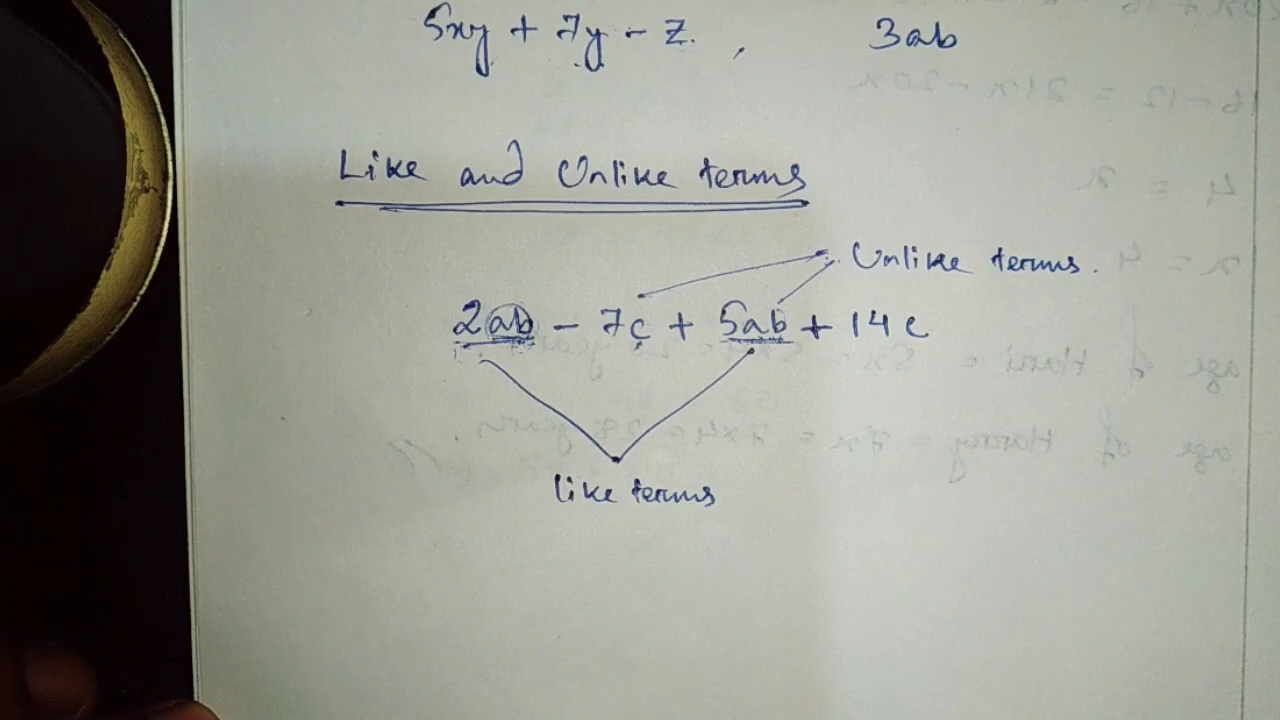 5xy + 7y - z. , 3ab
Like and Unlike terms
Unlike terms.
2ab - 7c + 5ab + 14c
like terms